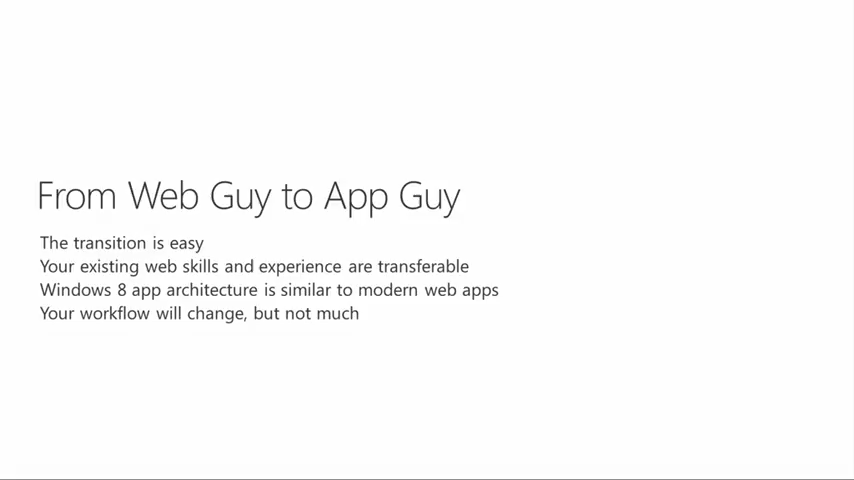 From Web Guy to App Guy
The transition is easy
Your existing web skills and experience are transferable
Windows 8 app architecture is similar to modern web apps
Your workflow will change, but not much